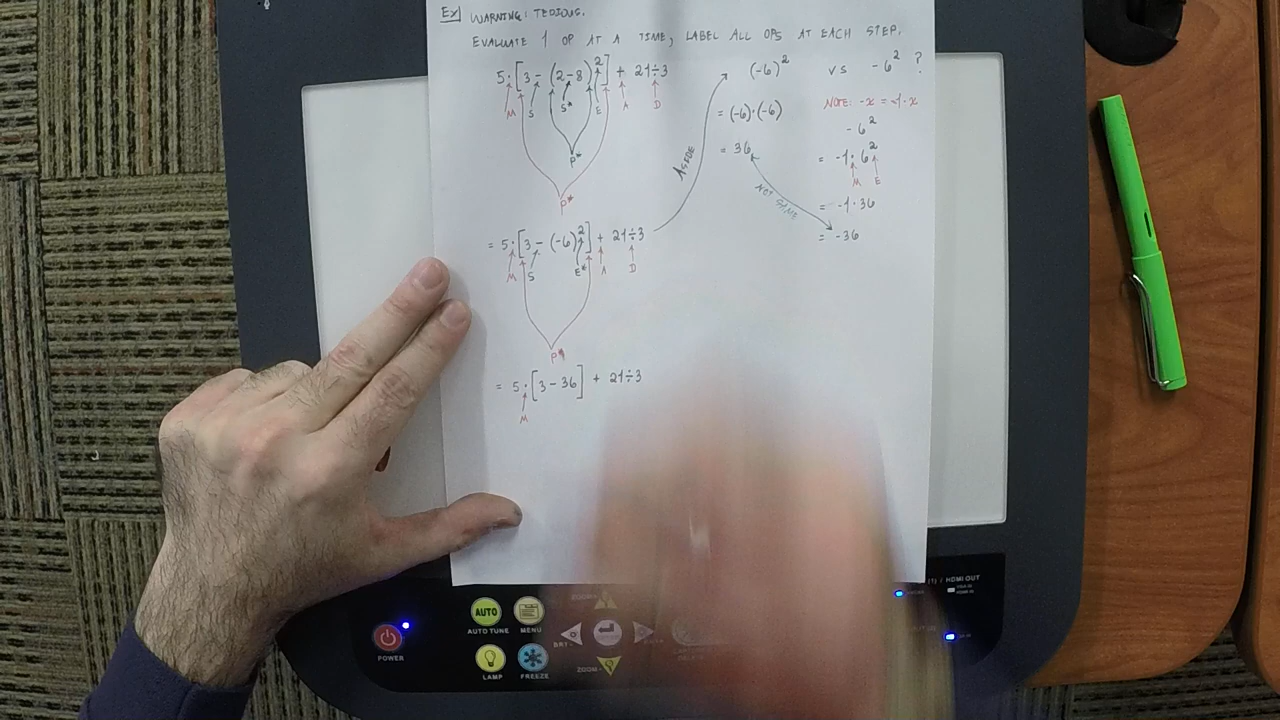 Ex WARNING: TEDIOUS.
EVALUATE 1 OP AT A TIME, LABEL ALL OPS AT EACH STEP.
5·[3-(2-8)²] + 21÷3
M S S* E A D
P*
P*
= 5·[3-(-6)²] + 21÷3
M S E* A D
P*
= 5·[3-36] + 21÷3
M
ASIDE
(-6)² vs -6² ?
= (-6)·(-6)
= 36
NOT SAME
NOTE: -x = -1·x
-6²
= -1·6²
M E
= -1·36
= -36
POWER
AUTO
AUTO TUNE
MENU
LAMP
FREEZE
ZOOM
/ HDMI OUT